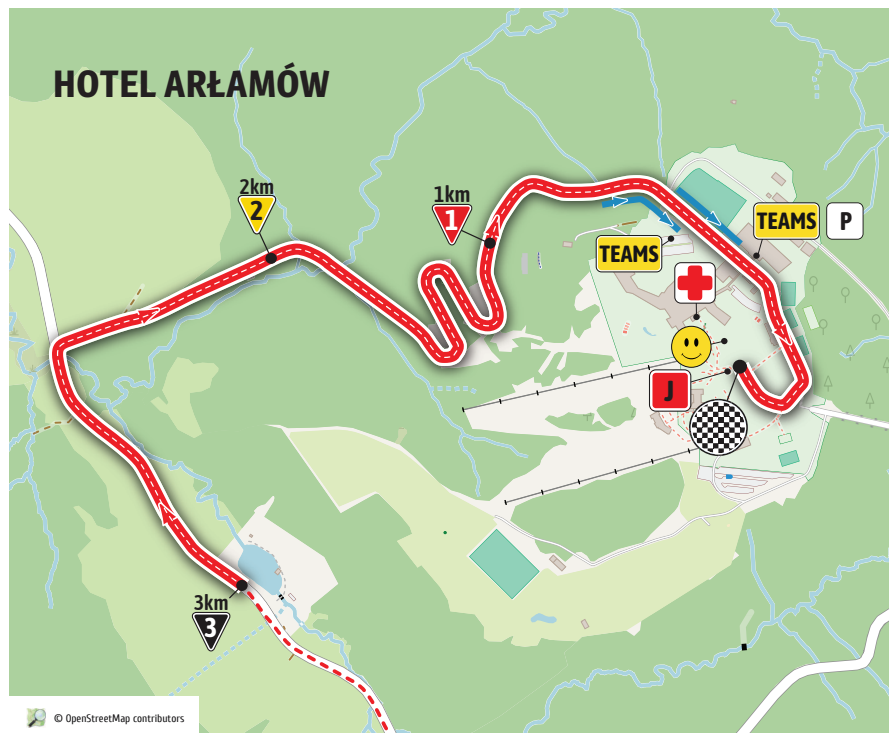 HOTEL ARŁAMÓW
2km
2
1km
1
TEAMS
P
TEAMS
J
3km
3
© OpenStreetMap contributors